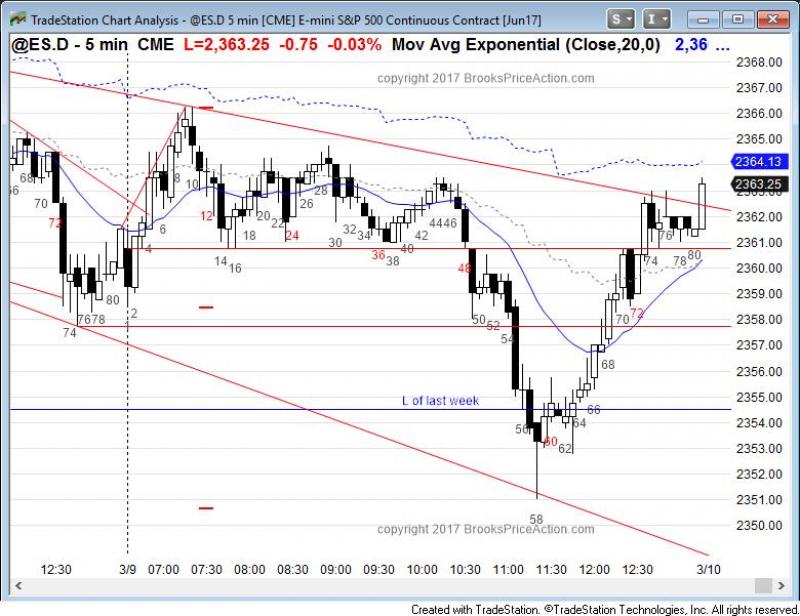 TradeStation Chart Analysis - @ES.D 5 min [CME] E-mini S&P 500 Continuous Contract [Jun17]
S I
@ES.D - 5 min CME L=2,363.25 -0.75 -0.03% Mov Avg Exponential (Close,20,0) 2,36 ...
copyright 2017 BrooksPriceAction.com
2368.00
2367.00
2366.00
2365.00
2364.13
2363.25
2362.00
2361.00
2360.00
2359.00
2358.00
2357.00
2356.00
2355.00
2354.00
2353.00
2352.00
2351.00
2350.00
66 68 70 72 74 76 78 80
2 4 6 8 10 12 14 16 18 20 22 24 26 28 30 32 34 36 38 40 42 44 46 48 50 52 54 56 58 60 62 64 66 68 70 72 74 76 78 80
L of last week
copyright 2017 BrooksPriceAction.com
12:30 3/9 07:00 07:30 08:00 08:30 09:00 09:30 10:00 10:30 11:00 11:30 12:00 12:30 3/10
Created with TradeStation. ©TradeStation Technologies, Inc. All rights reserved.